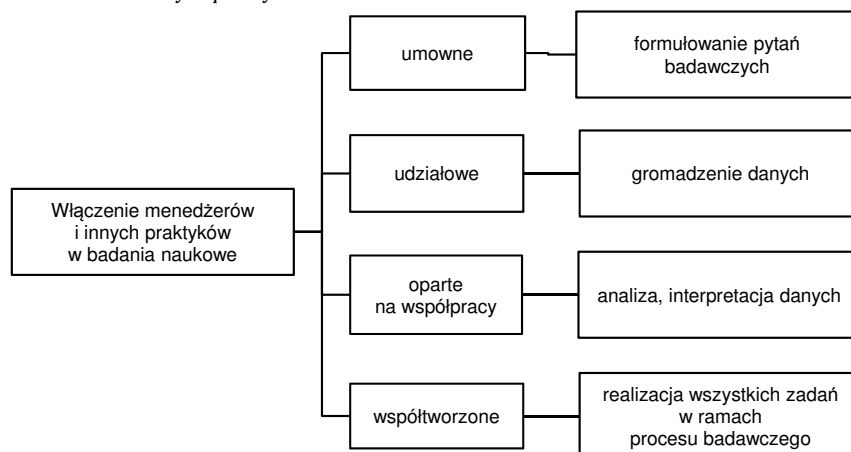 umowne
formułowanie pytań
badawczych
udziałowe
gromadzenie danych
Włączenie menedżerów
i innych praktyków
w badania naukowe
oparte
na współpracy
analiza, interpretacja danych
współtworzone
realizacja wszystkich zadań
w ramach
procesu badawczego